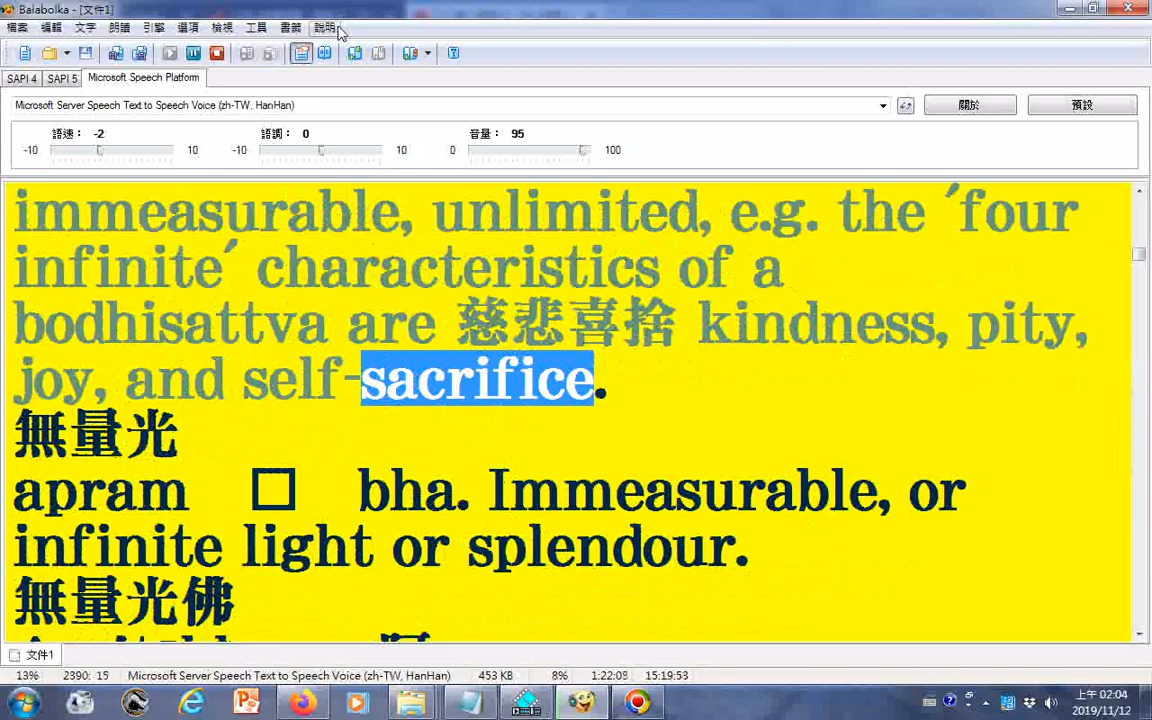 Balabolka - [文件1]
檔案 編輯 文字 朗讀 引擎 選項 檢視 工具 書籤 說明
SAPI 4 SAPI 5 Microsoft Speech Platform
Microsoft Server Speech Text to Speech Voice (zh-TW, HanHan) 關於 預設
語速： -2 語調： 0 音量： 95
-10 10 -10 10 0 100
immeasurable, unlimited, e.g. the ′four
infinite′ characteristics of a
bodhisattva are 慈悲喜捨 kindness, pity,
joy, and self-sacrifice.
無量光
apram □ bha. Immeasurable, or
infinite light or splendour.
無量光佛
文件1
13% 2390: 15 Microsoft Server Speech Text to Speech Voice (zh-TW, HanHan) 453 KB 8% 1:22:08 15:19:53
上午 02:04
2019/11/12